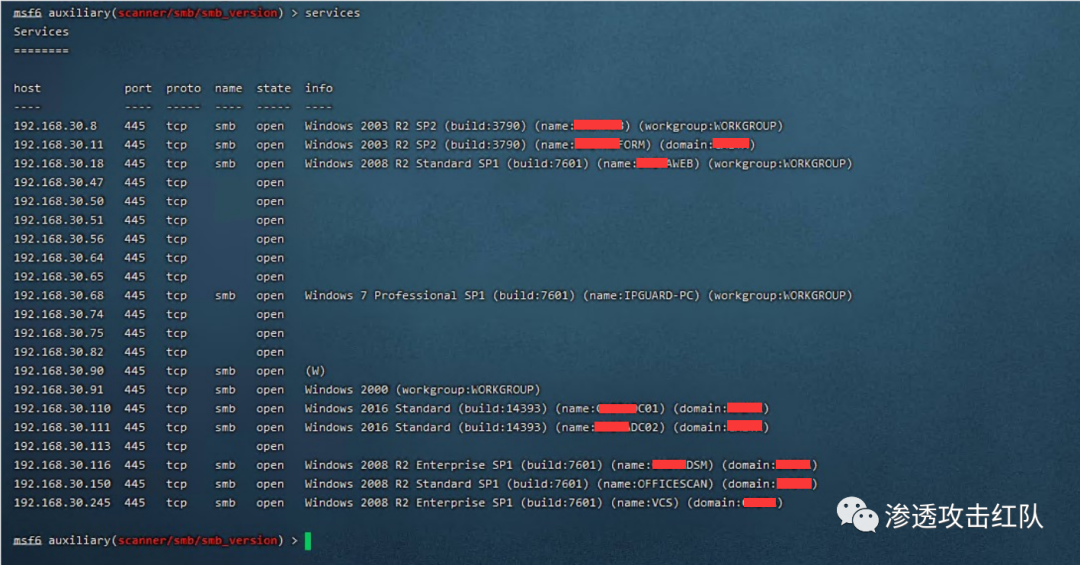 msf6 auxiliary(scanner/smb/smb_version) > services
Services
========
host port proto name state info
---- ---- ----- ---- ----- ----
192.168.30.8 445 tcp smb open Windows 2003 R2 SP2 (build:3790) (name: ) (workgroup:WORKGROUP)
192.168.30.11 445 tcp smb open Windows 2003 R2 SP2 (build:3790) (name: FORM) (domain: )
192.168.30.18 445 tcp smb open Windows 2008 R2 Standard SP1 (build:7601) (name: AWEB) (workgroup:WORKGROUP)
192.168.30.47 445 tcp open
192.168.30.50 445 tcp open
192.168.30.51 445 tcp open
192.168.30.56 445 tcp open
192.168.30.64 445 tcp open
192.168.30.65 445 tcp open
192.168.30.68 445 tcp smb open Windows 7 Professional SP1 (build:7601) (name:IPGUARD-PC) (workgroup:WORKGROUP)
192.168.30.74 445 tcp open
192.168.30.75 445 tcp open
192.168.30.82 445 tcp open
192.168.30.90 445 tcp smb open (W)
192.168.30.91 445 tcp smb open Windows 2000 (workgroup:WORKGROUP)
192.168.30.110 445 tcp smb open Windows 2016 Standard (build:14393) (name: C01) (domain: )
192.168.30.111 445 tcp smb open Windows 2016 Standard (build:14393) (name: DC02) (domain: )
192.168.30.113 445 tcp open
192.168.30.116 445 tcp smb open Windows 2008 R2 Enterprise SP1 (build:7601) (name: DSM) (domain: )
192.168.30.150 445 tcp smb open Windows 2008 R2 Standard SP1 (build:7601) (name:OFFICESCAN) (domain: )
192.168.30.245 445 tcp smb open Windows 2008 R2 Enterprise SP1 (build:7601) (name:VCS) (domain: )
msf6 auxiliary(scanner/smb/smb_version) >
渗透攻击红队